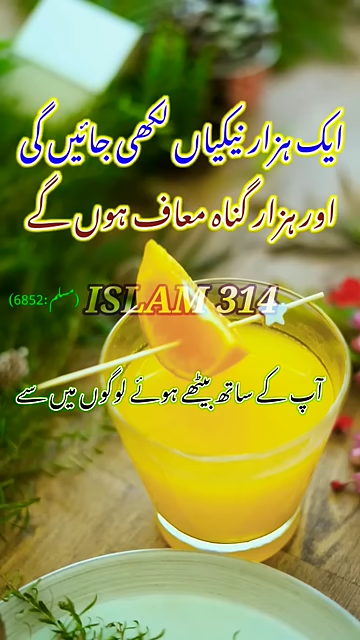 ایک ہزار نیکیاں لکھی جائیں گی
اور ہزار گناہ معاف ہوں گے
ISLAM 314 (مسلم:6852)
آپ کے ساتھ بیٹھے ہوئے لوگوں میں سے